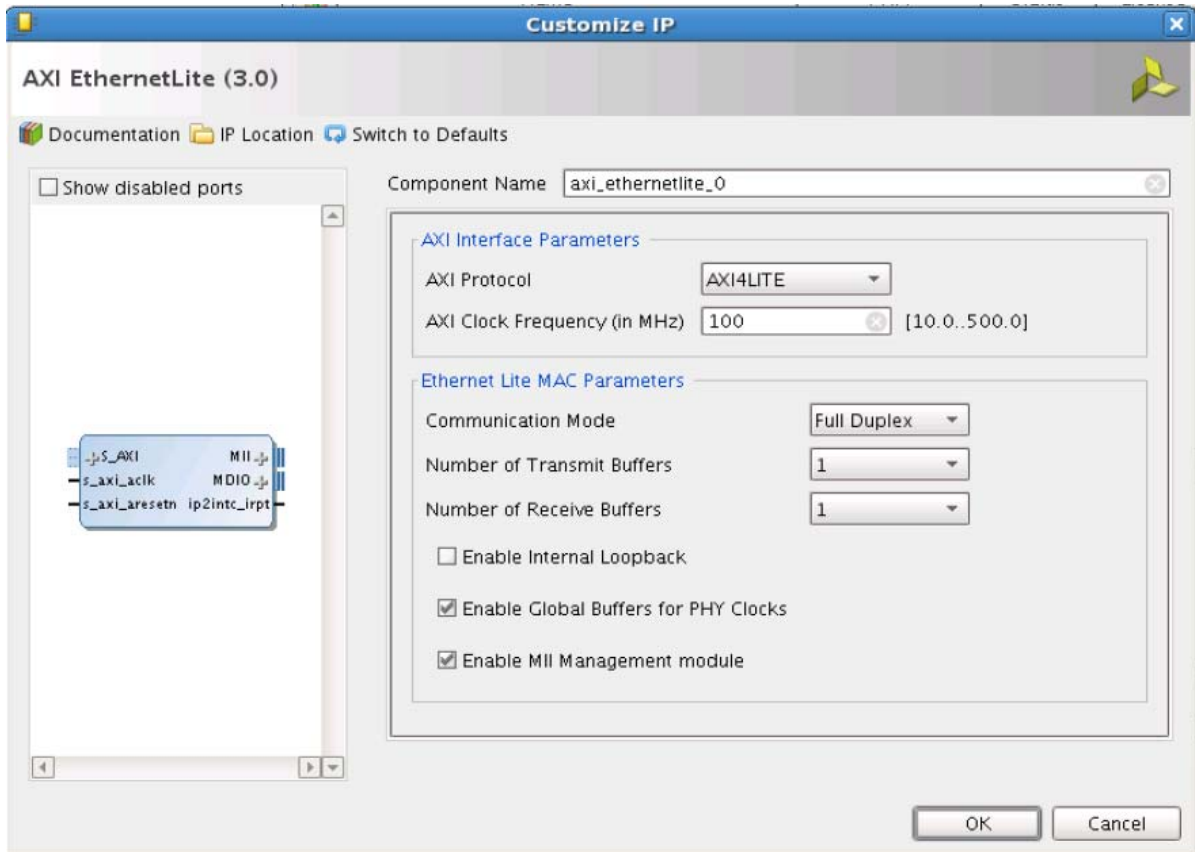 Customize IP
AXI EthernetLite (3.0)
Documentation IP Location Switch to Defaults
Show disabled ports
Component Name axi_ethernetlite_0
AXI Interface Parameters
AXI Protocol AXI4LITE
AXI Clock Frequency (in MHz) 100 [10.0..500.0]
Ethernet Lite MAC Parameters
Communication Mode Full Duplex
Number of Transmit Buffers 1
Number of Receive Buffers 1
Enable Internal Loopback
Enable Global Buffers for PHY Clocks
Enable MII Management module
S_AXI MII
s_axi_aclk MDIO
s_axi_aresetn ip2intc_irpt
OK Cancel